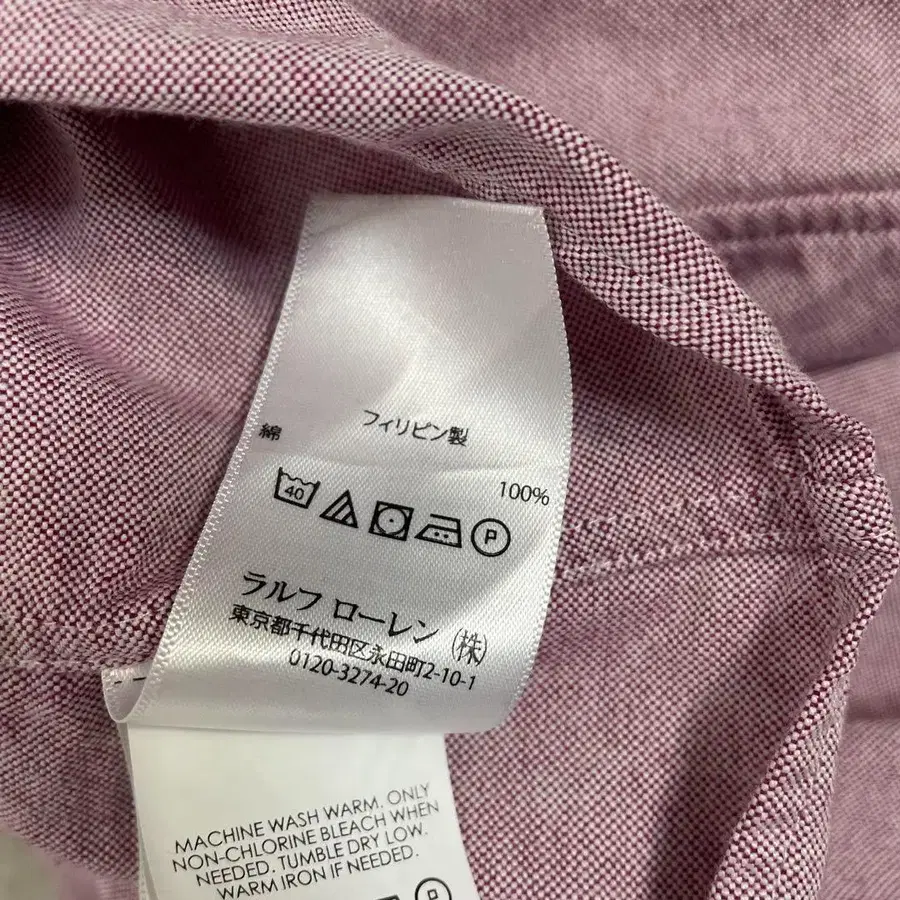 フィリピン製
綿 100%
40
P
ラルフ ローレン (株)
東京都千代田区永田町2-10-1
0120-3274-20
MACHINE WASH WARM. ONLY
NON-CHLORINE BLEACH WHEN
NEEDED. TUMBLE DRY LOW.
WARM IRON IF NEEDED.
P